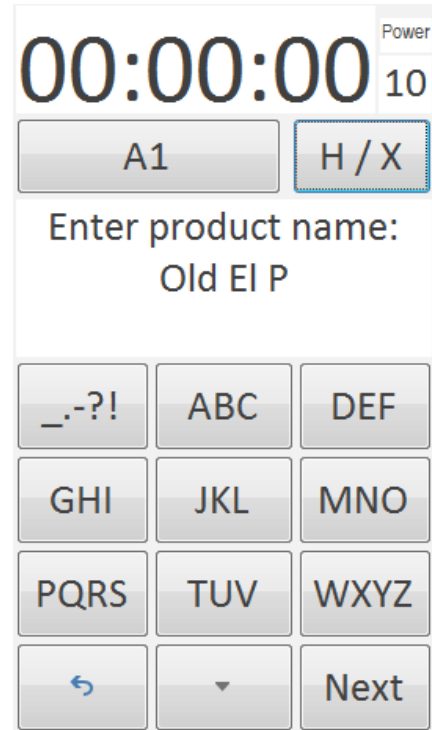 Power
00:00:00
10
A1
H / X
Enter product name:
Old El P
_.-?!
ABC
DEF
GHI
JKL
MNO
PQRS
TUV
WXYZ
Next